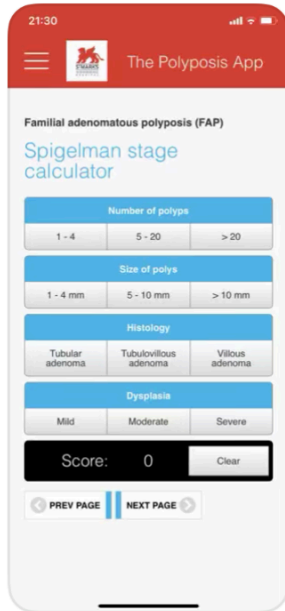 21:30
ST MARK'S
The Polyposis App
Familial adenomatous polyposis (FAP)
Spigelman stage
calculator
Number of polyps
1 - 4 5 - 20 > 20
Size of polys
1 - 4 mm 5 - 10 mm > 10 mm
Histology
Tubular Tubulovillous Villous
adenoma adenoma adenoma
Dysplasia
Mild Moderate Severe
Score: 0 Clear
PREV PAGE NEXT PAGE